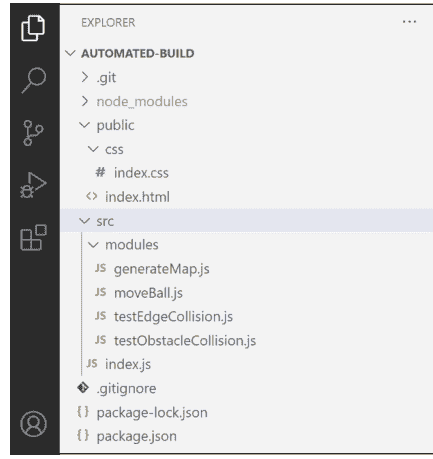 EXPLORER
AUTOMATED-BUILD
.git
node_modules
public
css
# index.css
<> index.html
src
modules
JS generateMap.js
JS moveBall.js
JS testEdgeCollision.js
JS testObstacleCollision.js
JS index.js
.gitignore
{} package-lock.json
{} package.json